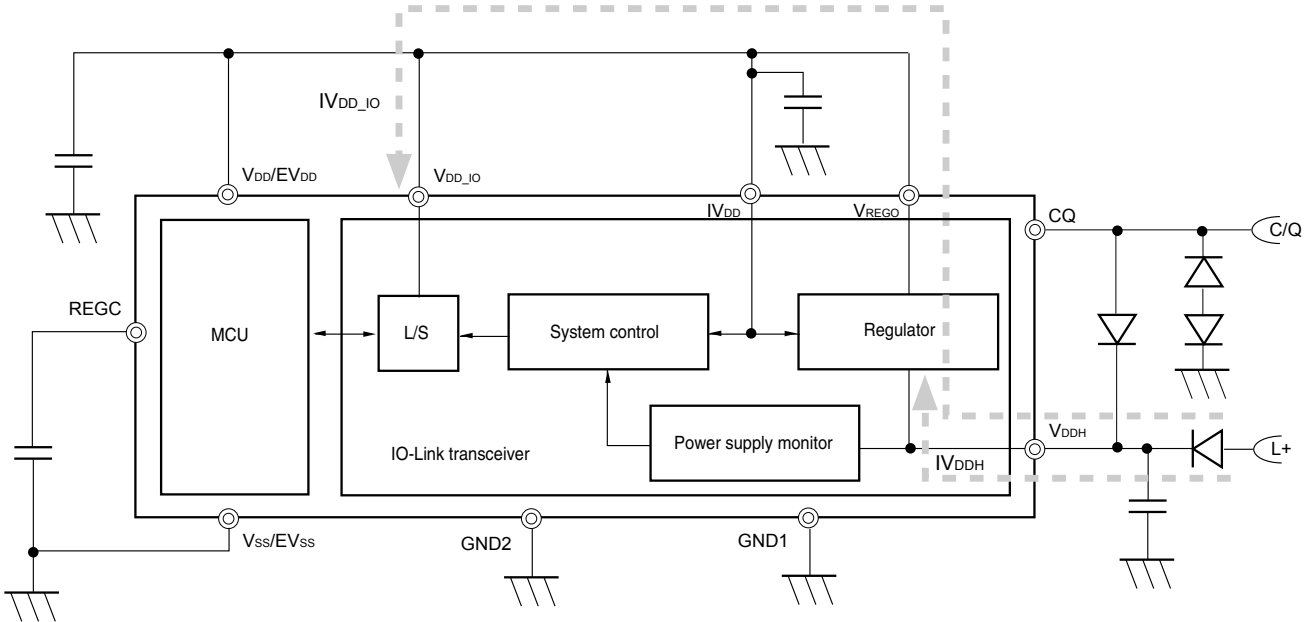 IVDD_IO
VDD/EVDD
VDD_IO
IVDD
VREGO
CQ
C/Q
REGC
MCU
L/S
System control
Regulator
Power supply monitor
IO-Link transceiver
VDDH
IVDDH
L+
VSS/EVSS
GND2
GND1